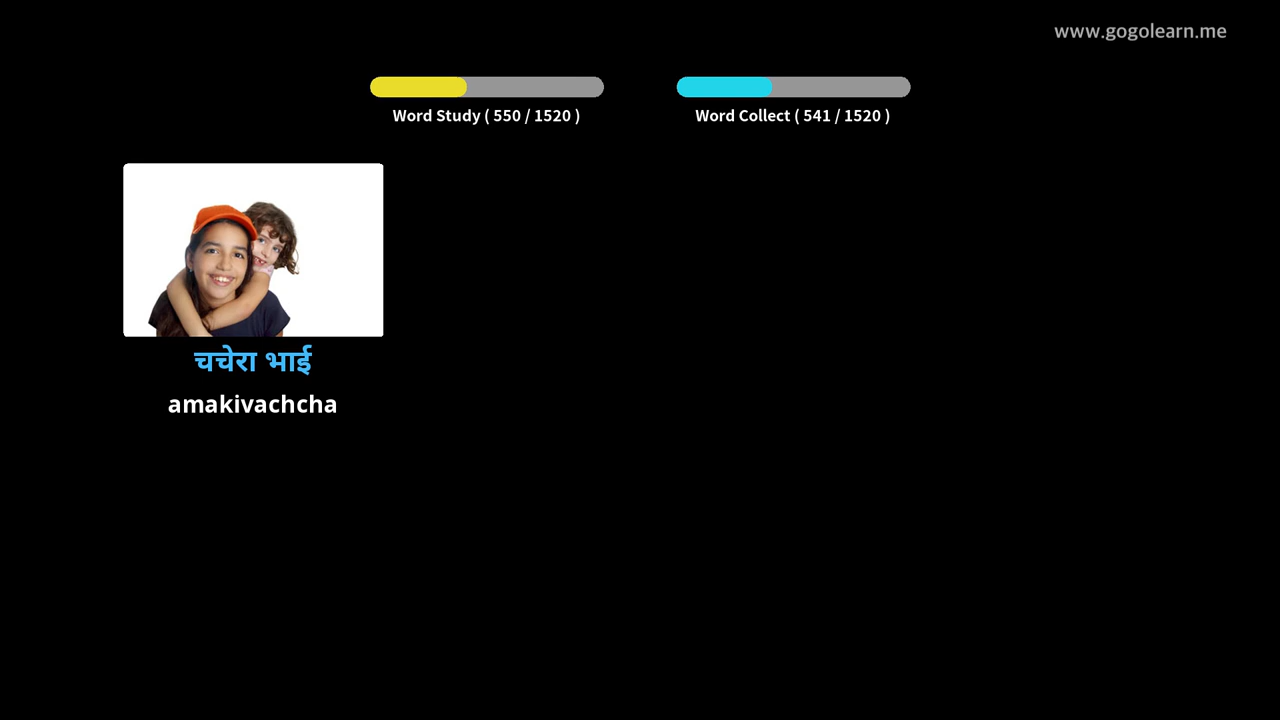 www.gogolearn.me
Word Study ( 550 / 1520 )
Word Collect ( 541 / 1520 )
चचेरा भाई
amakivachcha